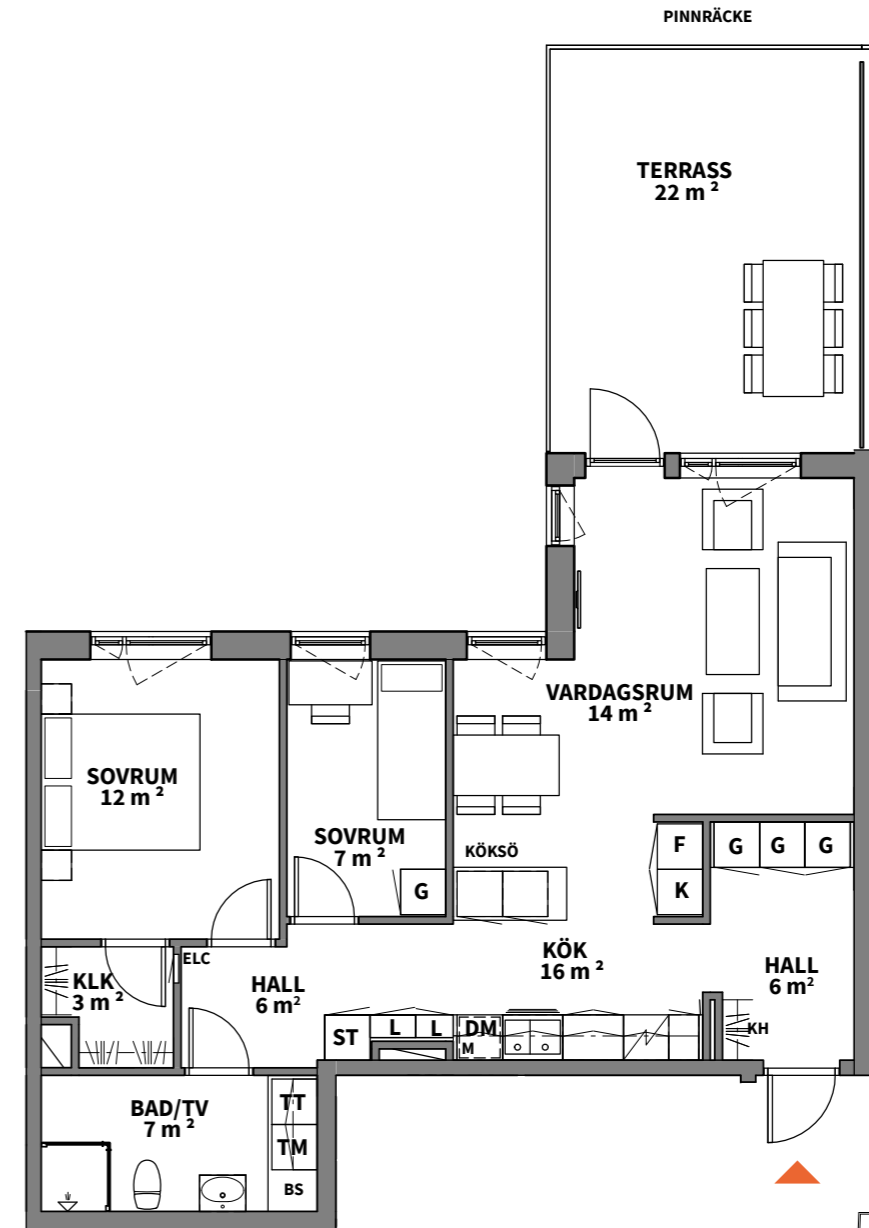 PINNRÄCKE
TERRASS
22 m ²
VARDAGSRUM
14 m ²
SOVRUM
12 m ²
SOVRUM
7 m ²
G
KÖKSÖ
F
K
G G G
ELC
KLK
3 m ²
HALL
6 m²
KÖK
16 m ²
HALL
6 m²
ST
L L
DM
M
KH
BAD/TV
7 m ²
TT
TM
BS